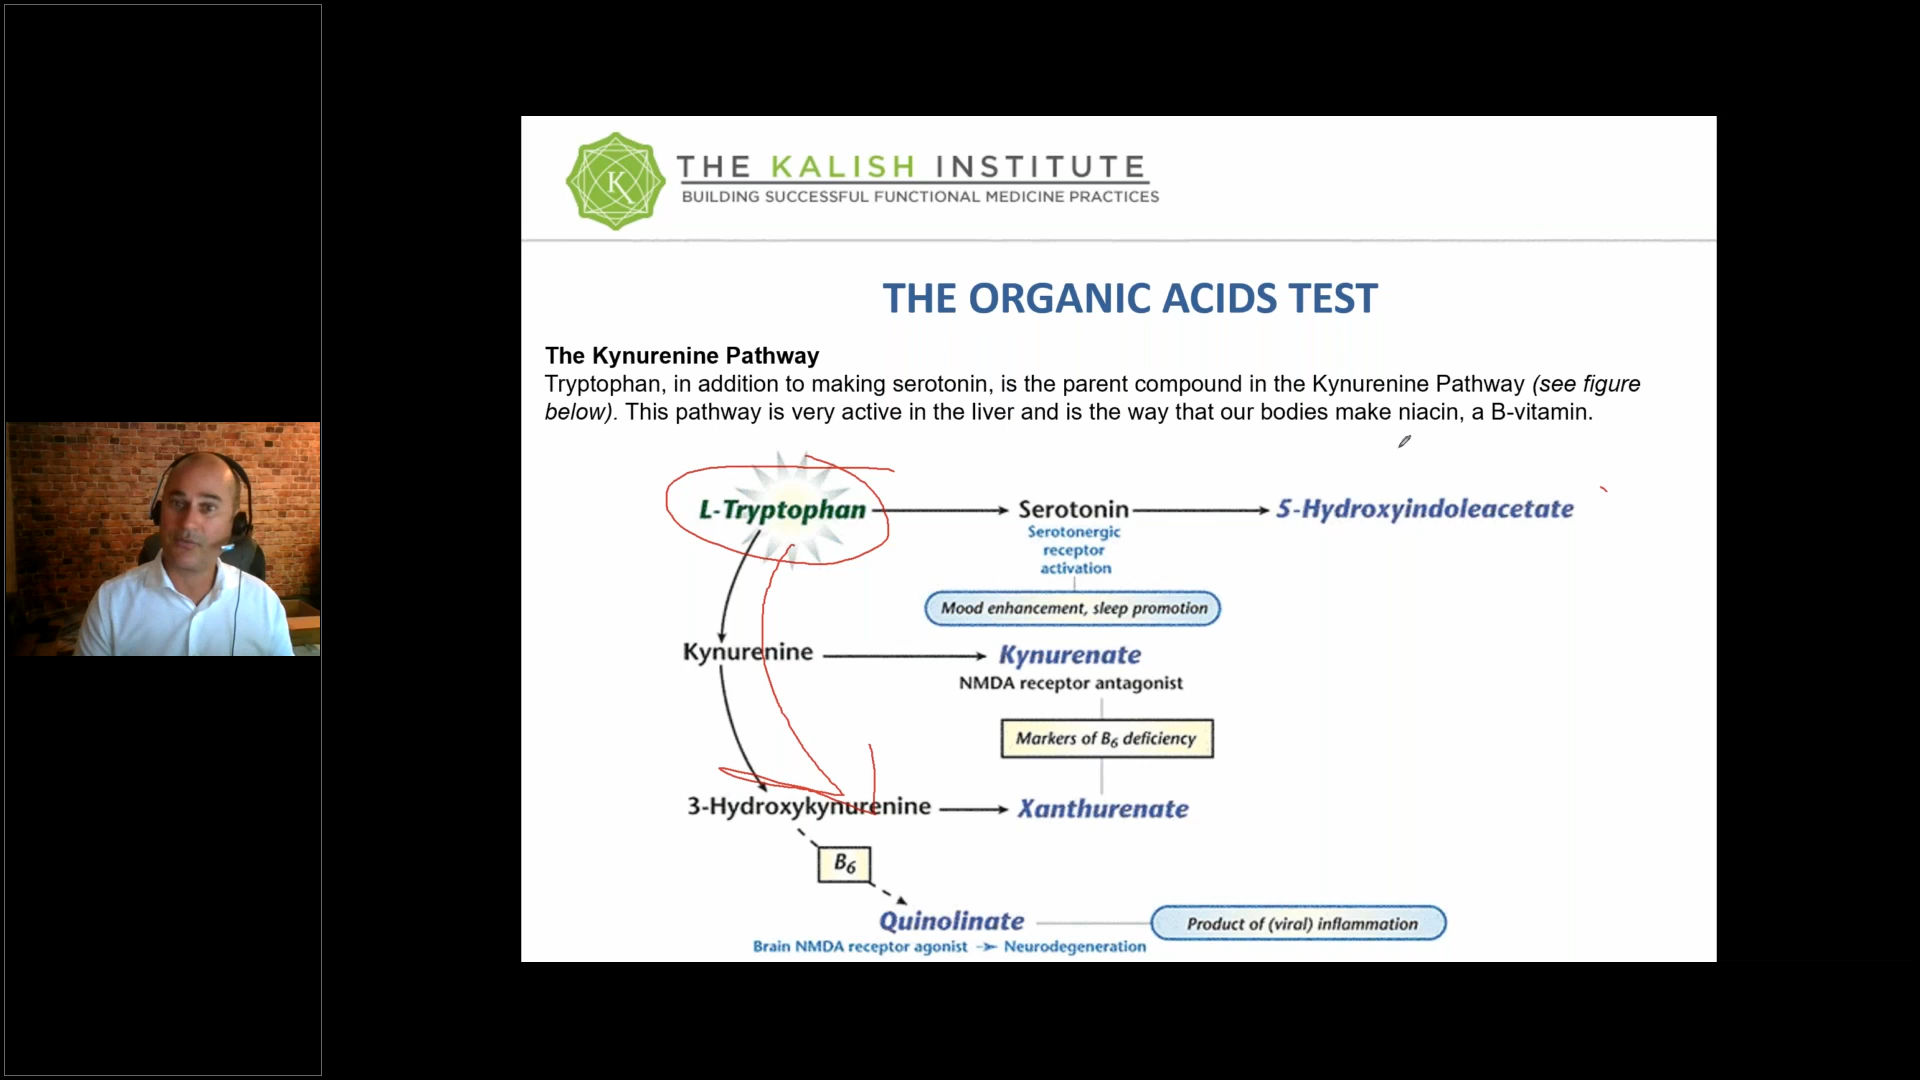 K
THE KALISH INSTITUTE
BUILDING SUCCESSFUL FUNCTIONAL MEDICINE PRACTICES
THE ORGANIC ACIDS TEST
The Kynurenine Pathway
Tryptophan, in addition to making serotonin, is the parent compound in the Kynurenine Pathway (see figure
below). This pathway is very active in the liver and is the way that our bodies make niacin, a B-vitamin.
L-Tryptophan
Serotonin
5-Hydroxyindoleacetate
Serotonergic
receptor
activation
Mood enhancement, sleep promotion
Kynurenine
Kynurenate
NMDA receptor antagonist
Markers of B6 deficiency
3-Hydroxykynurenine
Xanthurenate
B6
Quinolinate
Product of (viral) inflammation
Brain NMDA receptor agonist
Neurodegeneration